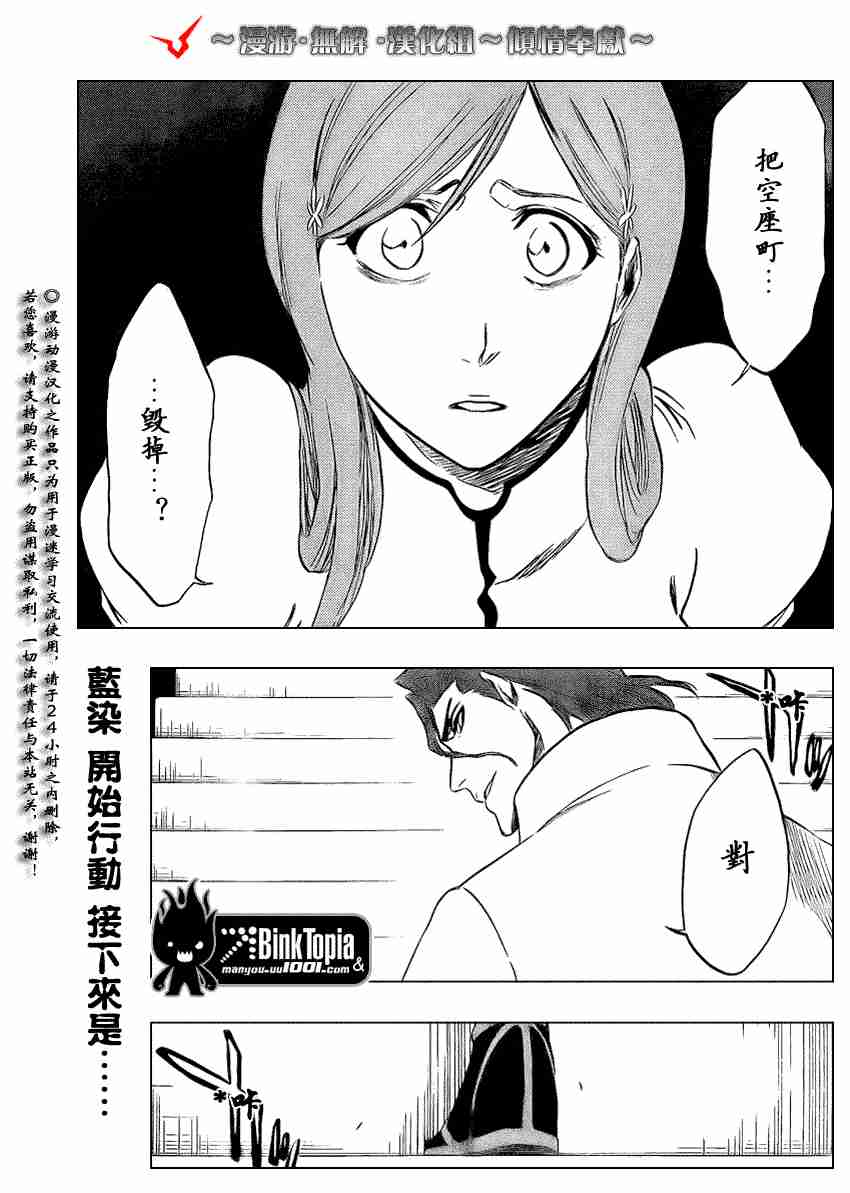 ～漫游·無解·漢化組～傾情奉獻～
把空座町…
…毀掉…？
對
*咔
*咔
藍染 開始行動 接下來是……
BinkTopia
manyou-uu1001.com &
◎漫游动漫汉化之作品只为用于漫迷学习交流使用，请于24小时之内删除，
若您喜欢，请支持购买正版，勿盗用谋取私利，一切法律责任与本站无关，谢谢！